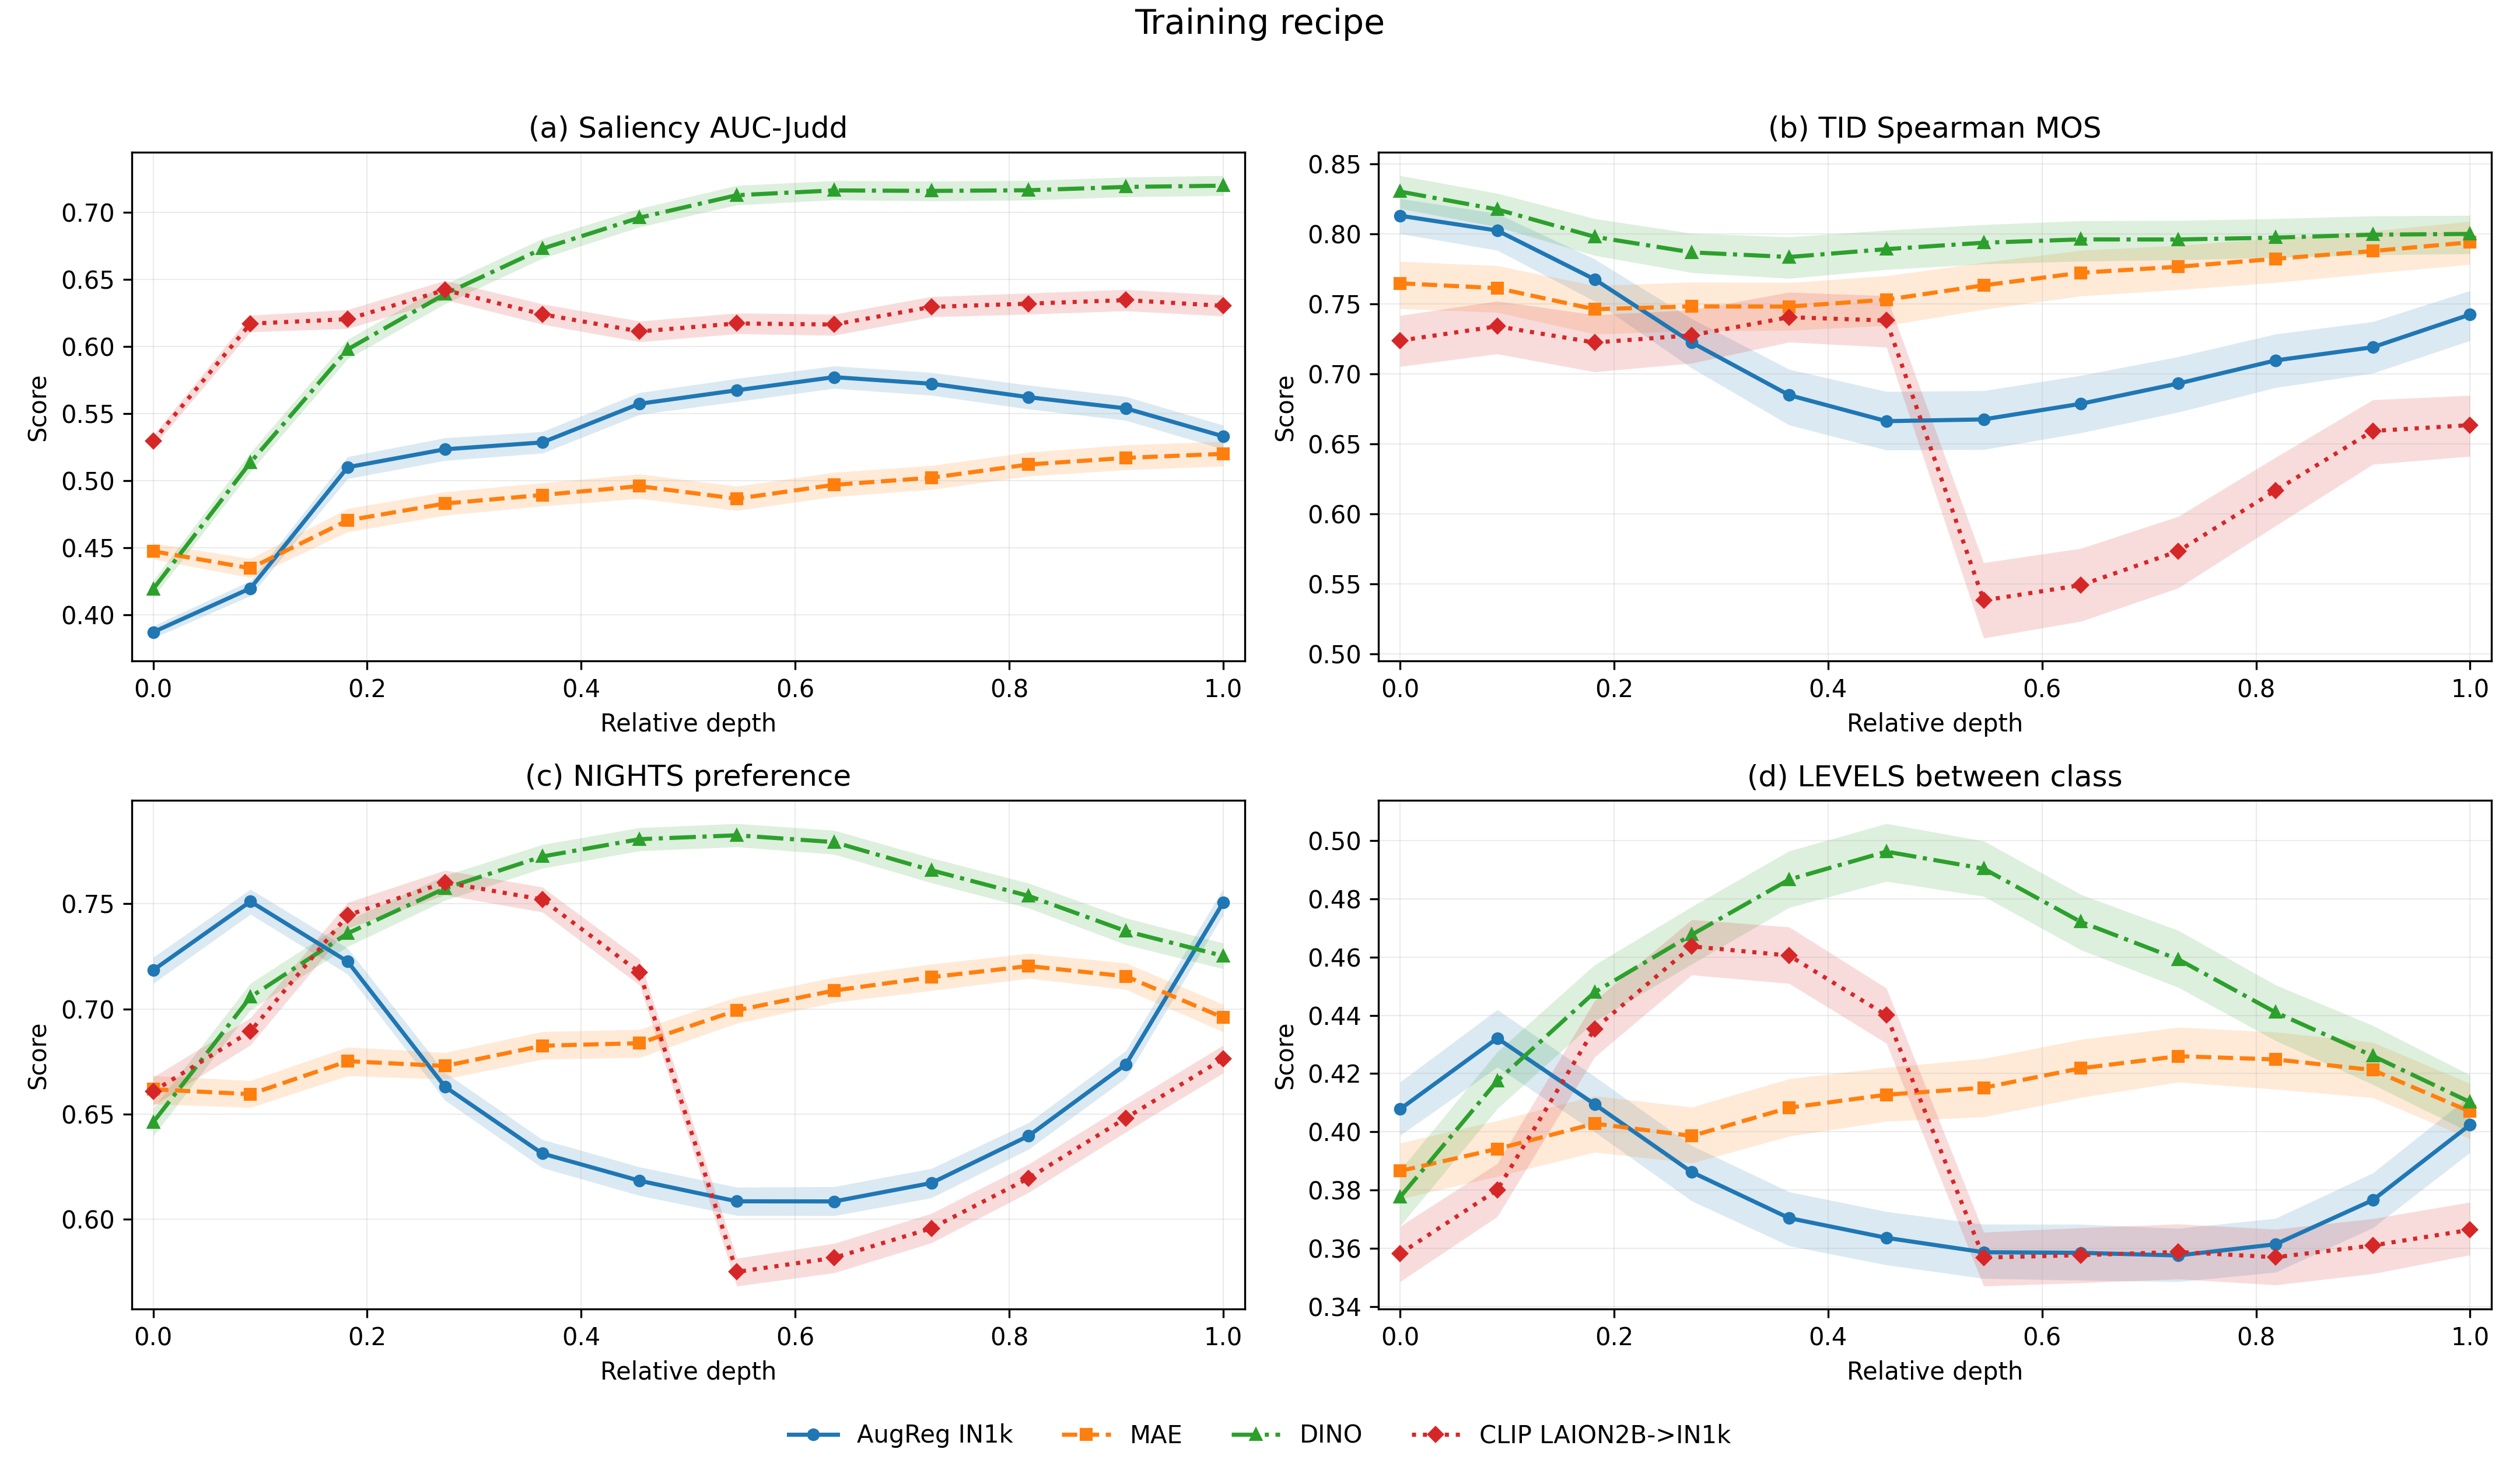 Training recipe
(a) Saliency AUC-Judd
Score
0.70
0.65
0.60
0.55
0.50
0.45
0.40
0.0 0.2 0.4 0.6 0.8 1.0
Relative depth
(b) TID Spearman MOS
Score
0.85
0.80
0.75
0.70
0.65
0.60
0.55
0.50
0.0 0.2 0.4 0.6 0.8 1.0
Relative depth
(c) NIGHTS preference
Score
0.75
0.70
0.65
0.60
0.0 0.2 0.4 0.6 0.8 1.0
Relative depth
(d) LEVELS between class
Score
0.50
0.48
0.46
0.44
0.42
0.40
0.38
0.36
0.34
0.0 0.2 0.4 0.6 0.8 1.0
Relative depth
AugReg IN1k MAE DINO CLIP LAION2B->IN1k